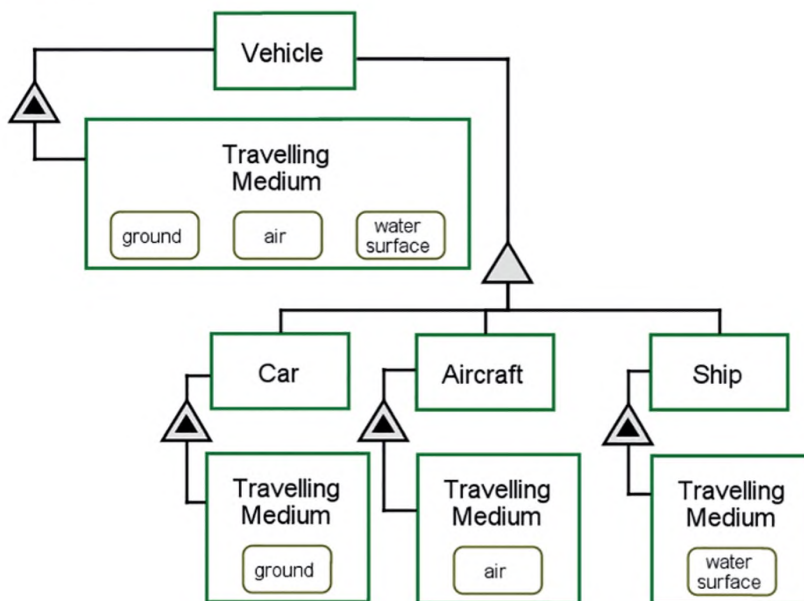 Vehicle
Travelling
Medium
ground
air
water
surface
Car
Aircraft
Ship
Travelling
Medium
ground
Travelling
Medium
air
Travelling
Medium
water
surface